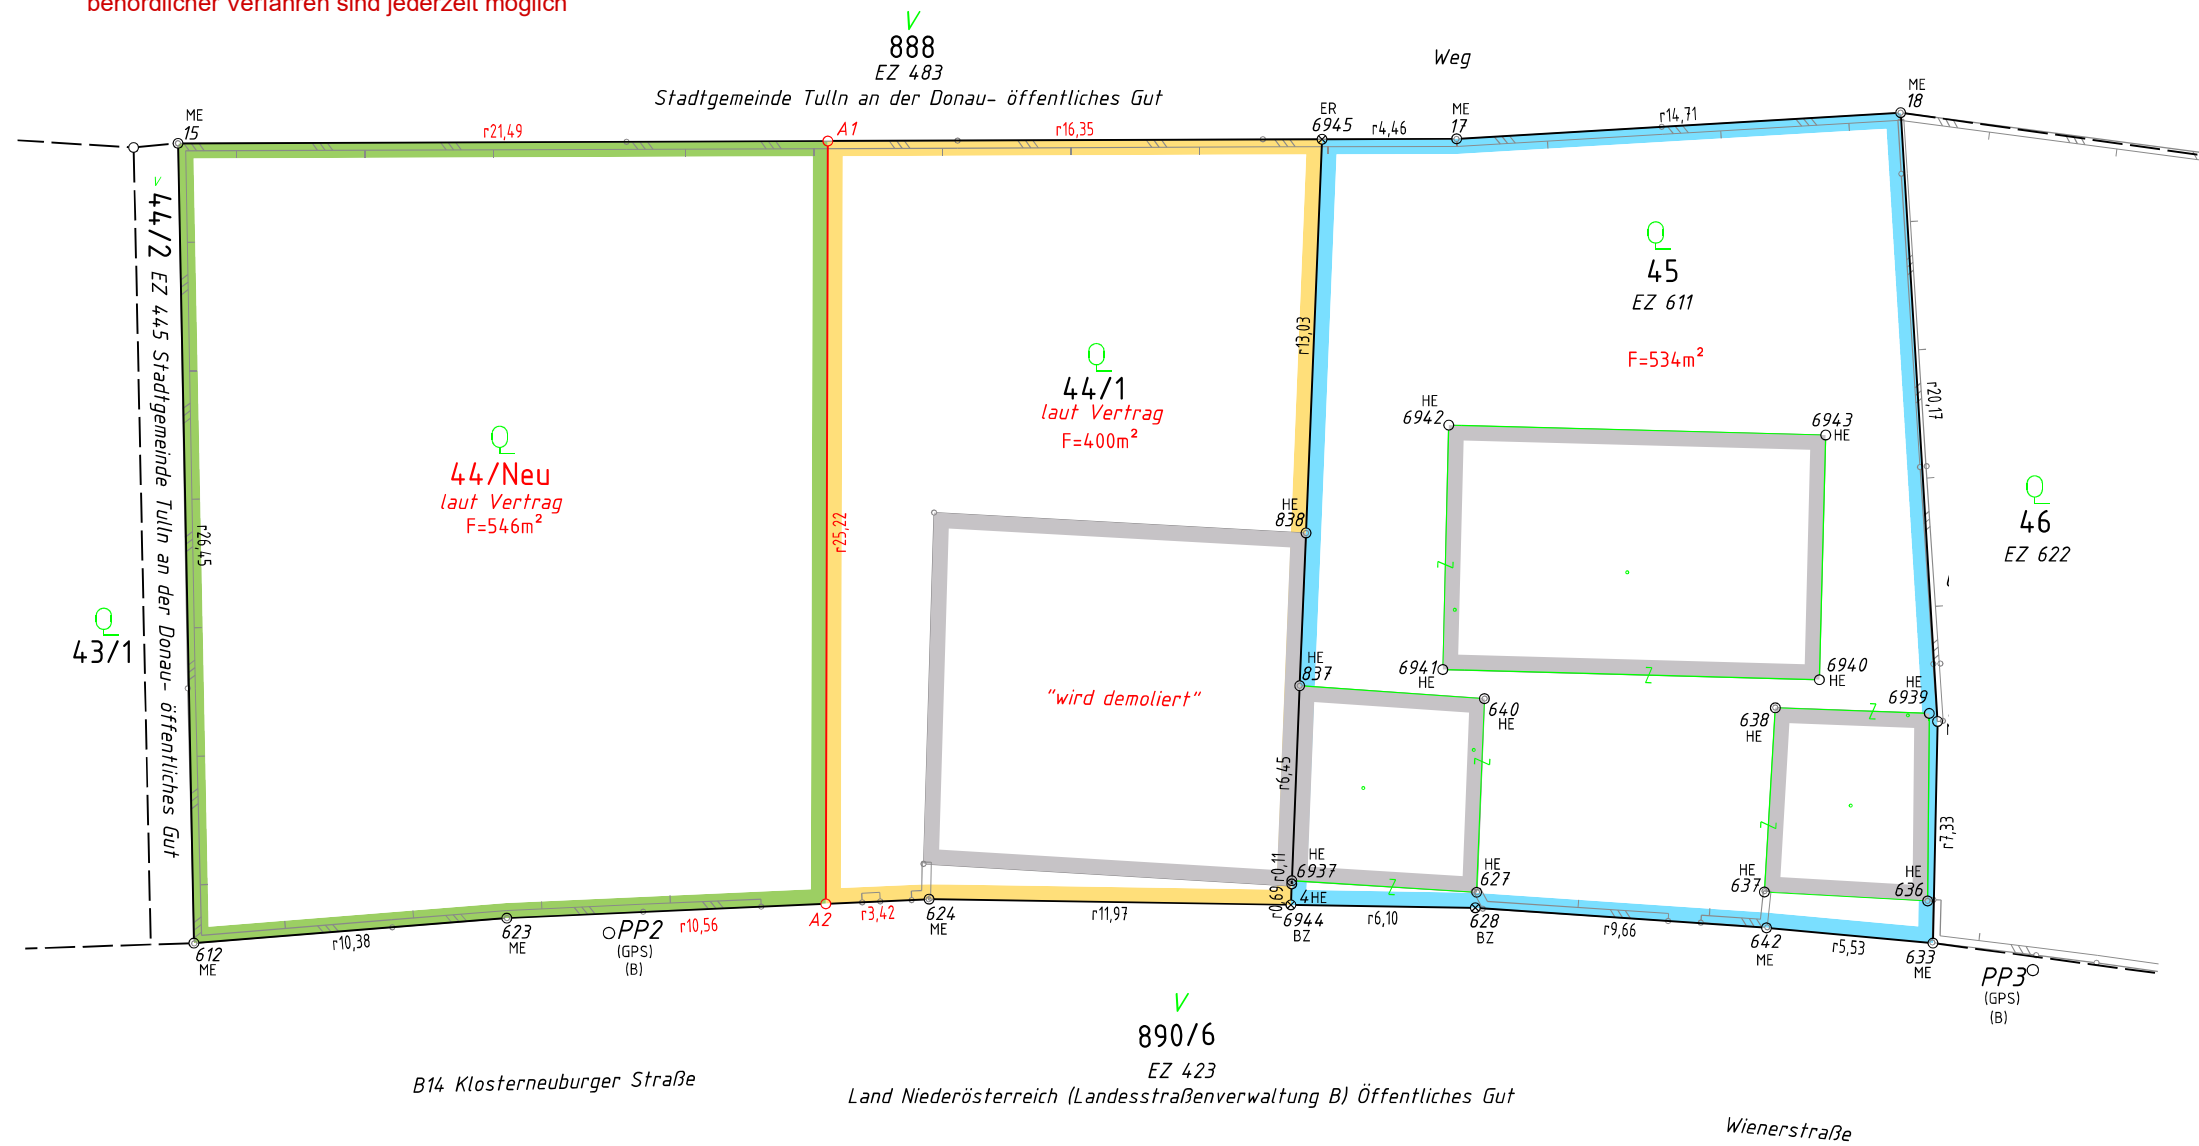 behördlicher Verfahren sind jederzeit möglich
V
888
EZ 483
Stadtgemeinde Tulln an der Donau- öffentliches Gut
Weg
ME
15
r21,49
A1
r16,35
ER
6945
r4,46
ME
17
r14,71
ME
18
V
44/2 EZ 445 Stadtgemeinde Tulln an der Donau- öffentliches Gut
43/1
r26,45
44/Neu
laut Vertrag
F=546m²
r25,22
44/1
laut Vertrag
F=400m²
r13,03
45
EZ 611
F=534m²
HE
6942
6943
HE
r20,17
46
EZ 622
HE
838
"wird demoliert"
HE
837
6941
HE
6940
HE
640
HE
638
HE
HE
6939
r6,45
r7,33
r0,11
HE
6937
HE
627
HE
637
HE
636
r0,69
4HE
612
ME
r10,38
623
ME
PP2
(GPS)
(B)
r10,56
A2
r3,42
624
ME
r11,97
6944
BZ
r6,10
628
BZ
r9,66
642
ME
r5,53
633
ME
PP3
(GPS)
(B)
V
890/6
EZ 423
Land Niederösterreich (Landesstraßenverwaltung B) Öffentliches Gut
B14 Klosterneuburger Straße
Wienerstraße